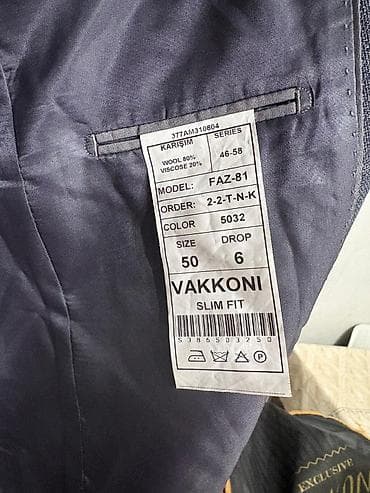 377AM310604
KARIŞIM SERIES
WOOL 80% 46-58
VISCOSE 20%
MODEL: FAZ-81
ORDER: 2-2-T-N-K
COLOR 5032
SIZE DROP
50 6
VAKKONI
SLIM FIT
S386503250
P
EXCLUSIVE